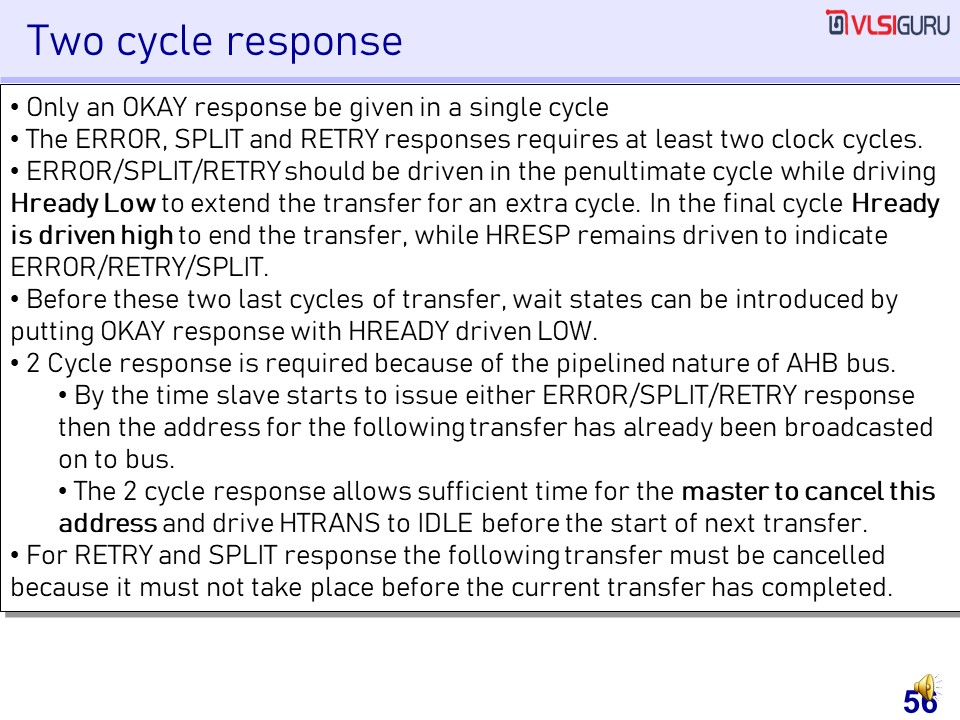 Two cycle response
VLSIGURU
• Only an OKAY response be given in a single cycle
• The ERROR, SPLIT and RETRY responses requires at least two clock cycles.
• ERROR/SPLIT/RETRY should be driven in the penultimate cycle while driving
Hready Low to extend the transfer for an extra cycle. In the final cycle Hready
is driven high to end the transfer, while HRESP remains driven to indicate
ERROR/RETRY/SPLIT.
• Before these two last cycles of transfer, wait states can be introduced by
putting OKAY response with HREADY driven LOW.
• 2 Cycle response is required because of the pipelined nature of AHB bus.
• By the time slave starts to issue either ERROR/SPLIT/RETRY response
then the address for the following transfer has already been broadcasted
on to bus.
• The 2 cycle response allows sufficient time for the master to cancel this
address and drive HTRANS to IDLE before the start of next transfer.
• For RETRY and SPLIT response the following transfer must be cancelled
because it must not take place before the current transfer has completed.
56